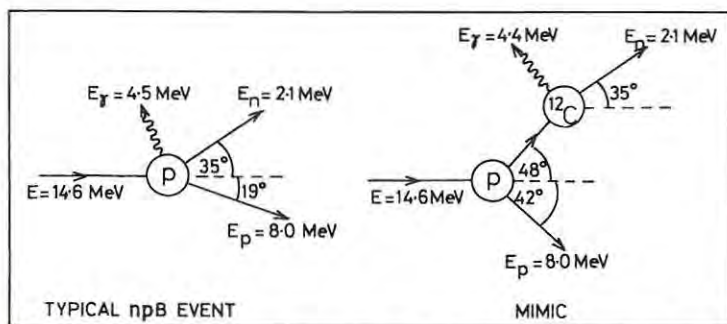 Eγ = 4·5 MeV
En = 2·1 MeV
35°
p
19°
E = 14·6 MeV
Ep = 8·0 MeV
TYPICAL npB EVENT
Eγ = 4·4 MeV
En = 2·1 MeV
12C
35°
p
48°
42°
E = 14·6 MeV
Ep = 8·0 MeV
MIMIC